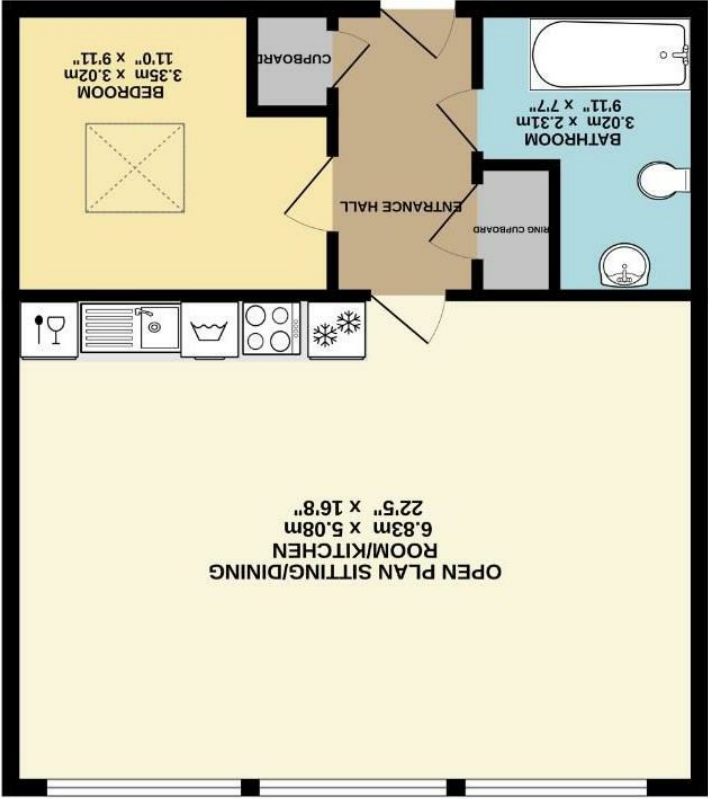 OPEN PLAN SITTING/DINING
ROOM/KITCHEN
6.83m x 5.08m
22'5" x 16'8"
RING CUPBOARD
ENTRANCE HALL
BATHROOM
3.02m x 2.31m
9'11" x 7'7"
BEDROOM
3.35m x 3.02m
11'0" x 9'11"
CUPBOARD